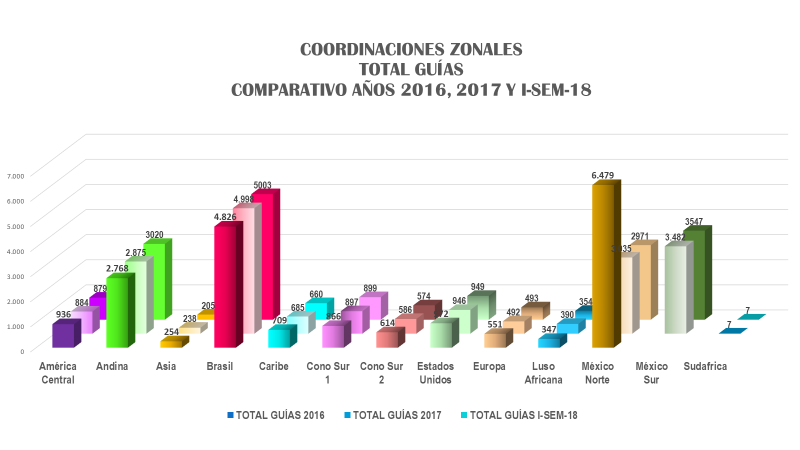 COORDINACIONES ZONALES
TOTAL GUÍAS
COMPARATIVO AÑOS 2016, 2017 Y I-SEM-18
7.000
6.000
5.000
4.000
3.000
2.000
1.000
0
936 884 879
2.768 2.875 3020
254 238 205
4.826 4.998 5003
709 685 660
866 897 899
614 586 574
946 949
551 492 493
347 390 354
6.479 2971
3.482 3547
7 7
América Central
Andina
Asia
Brasil
Caribe
Cono Sur 1
Cono Sur 2
Estados Unidos
Europa
Luso Africana
México Norte
México Sur
Sudafrica
TOTAL GUÍAS 2016 TOTAL GUÍAS 2017 TOTAL GUÍAS I-SEM-18